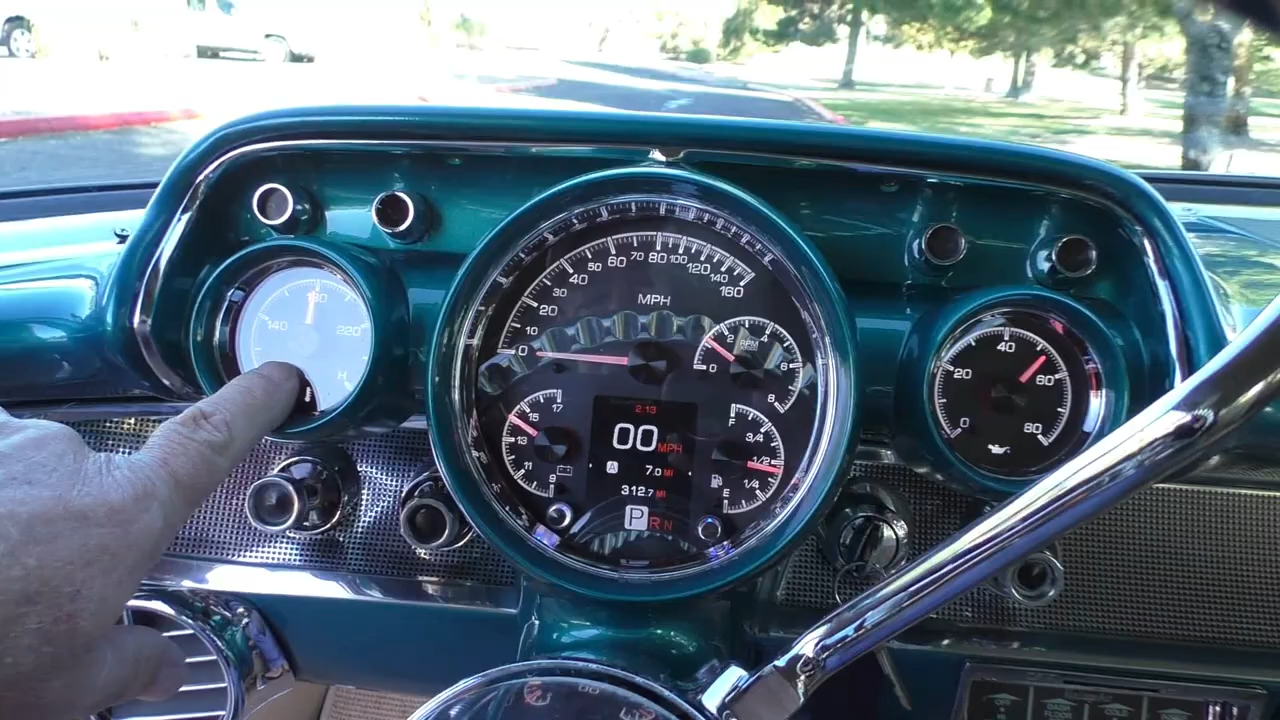 140 180 220
H
0 10 20 30 40 50 60 70 80 100 120 140 160
MPH
0 2 4 6 8
RPM
9 11 13 15 17
2:13
00 MPH
A 7.0 MI
312.7 MI
P R N
F 3/4 1/2 1/4 E
0 20 40 60 80